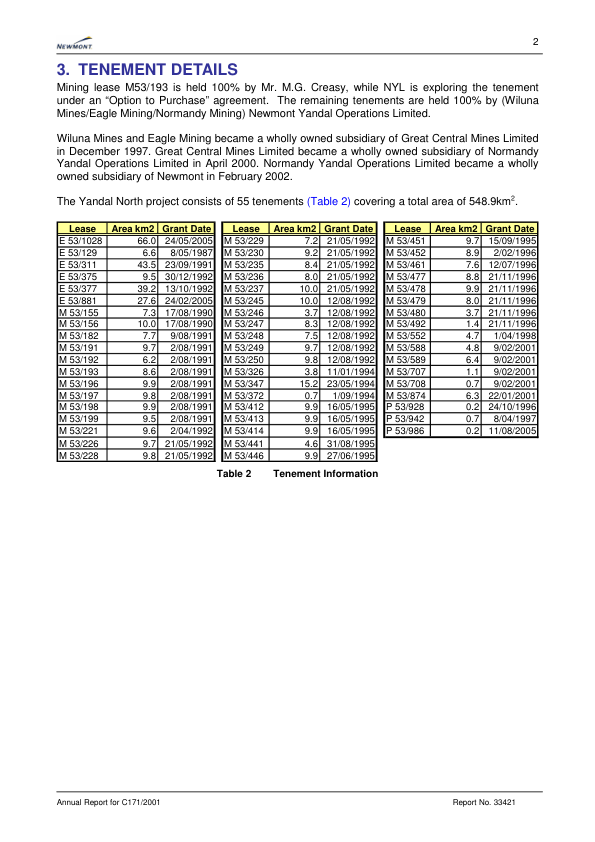 NEWMONT
2
3. TENEMENT DETAILS
Mining lease M53/193 is held 100% by Mr. M.G. Creasy, while NYL is exploring the tenement
under an “Option to Purchase” agreement. The remaining tenements are held 100% by (Wiluna
Mines/Eagle Mining/Normandy Mining) Newmont Yandal Operations Limited.
Wiluna Mines and Eagle Mining became a wholly owned subsidiary of Great Central Mines Limited
in December 1997. Great Central Mines Limited became a wholly owned subsidiary of Normandy
Yandal Operations Limited in April 2000. Normandy Yandal Operations Limited became a wholly
owned subsidiary of Newmont in February 2002.
The Yandal North project consists of 55 tenements (Table 2) covering a total area of 548.9km².
Lease Area km2 Grant Date Lease Area km2 Grant Date Lease Area km2 Grant Date
E 53/1028 66.0 24/05/2005 M 53/229 7.2 21/05/1992 M 53/451 9.7 15/09/1995
E 53/129 6.6 8/05/1987 M 53/230 9.2 21/05/1992 M 53/452 8.9 2/02/1996
E 53/311 43.5 23/09/1991 M 53/235 8.4 21/05/1992 M 53/461 7.6 12/07/1996
E 53/375 9.5 30/12/1992 M 53/236 8.0 21/05/1992 M 53/477 8.8 21/11/1996
E 53/377 39.2 13/10/1992 M 53/237 10.0 21/05/1992 M 53/478 9.9 21/11/1996
E 53/881 27.6 24/02/2005 M 53/245 10.0 12/08/1992 M 53/479 8.0 21/11/1996
M 53/155 7.3 17/08/1990 M 53/246 3.7 12/08/1992 M 53/480 3.7 21/11/1996
M 53/156 10.0 17/08/1990 M 53/247 8.3 12/08/1992 M 53/492 1.4 21/11/1996
M 53/182 7.7 9/08/1991 M 53/248 7.5 12/08/1992 M 53/552 4.7 1/04/1998
M 53/191 9.7 2/08/1991 M 53/249 9.7 12/08/1992 M 53/588 4.8 9/02/2001
M 53/192 6.2 2/08/1991 M 53/250 9.8 12/08/1992 M 53/589 6.4 9/02/2001
M 53/193 8.6 2/08/1991 M 53/326 3.8 11/01/1994 M 53/707 1.1 9/02/2001
M 53/196 9.9 2/08/1991 M 53/347 15.2 23/05/1994 M 53/708 0.7 9/02/2001
M 53/197 9.8 2/08/1991 M 53/372 0.7 1/09/1994 M 53/874 6.3 22/01/2001
M 53/198 9.9 2/08/1991 M 53/412 9.9 16/05/1995 P 53/928 0.2 24/10/1996
M 53/199 9.5 2/08/1991 M 53/413 9.9 16/05/1995 P 53/942 0.7 8/04/1997
M 53/221 9.6 2/04/1992 M 53/414 9.9 16/05/1995 P 53/986 0.2 11/08/2005
M 53/226 9.7 21/05/1992 M 53/441 4.6 31/08/1995
M 53/228 9.8 21/05/1992 M 53/446 9.9 27/06/1995
Table 2 Tenement Information
Annual Report for C171/2001 Report No. 33421